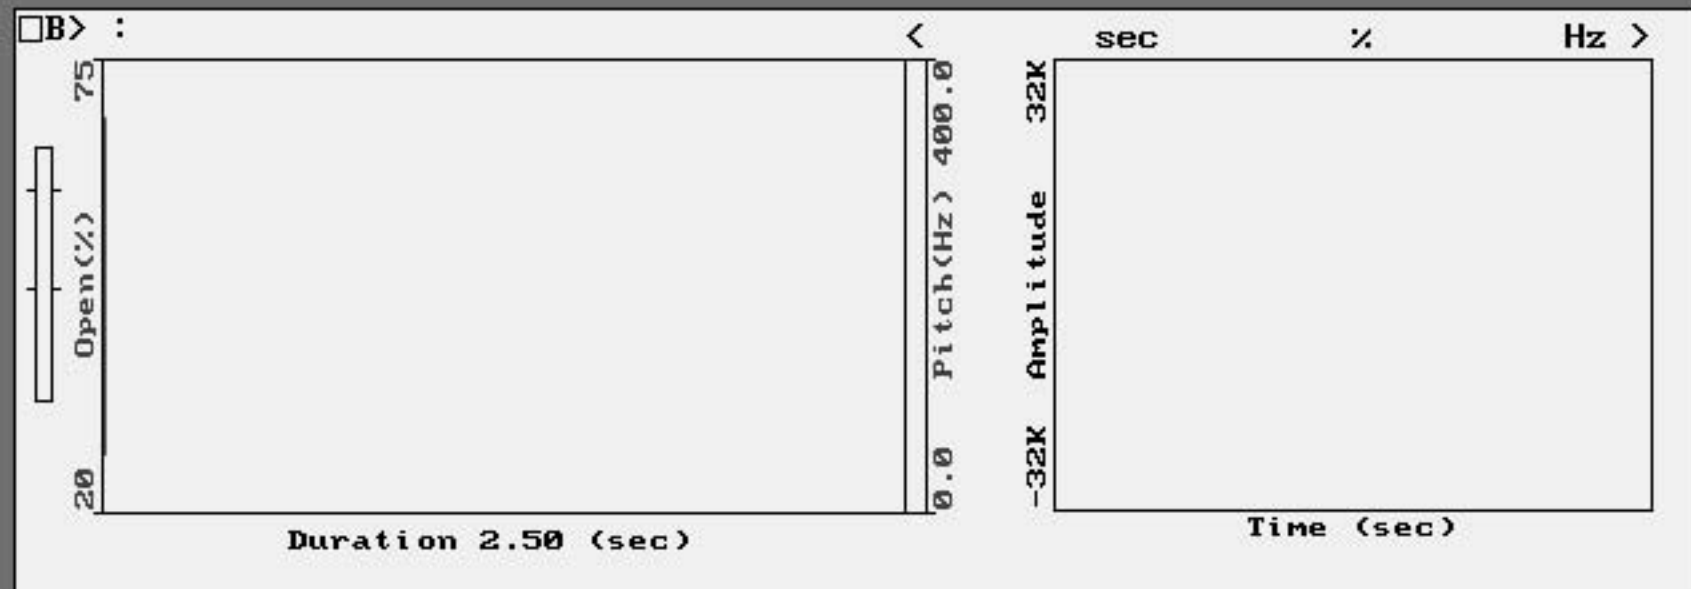 □B> :
< sec % Hz >
75
Open(%)
20
400.0
Pitch(Hz)
0.0
Duration 2.50 (sec)
32K
Amplitude
-32K
Time (sec)